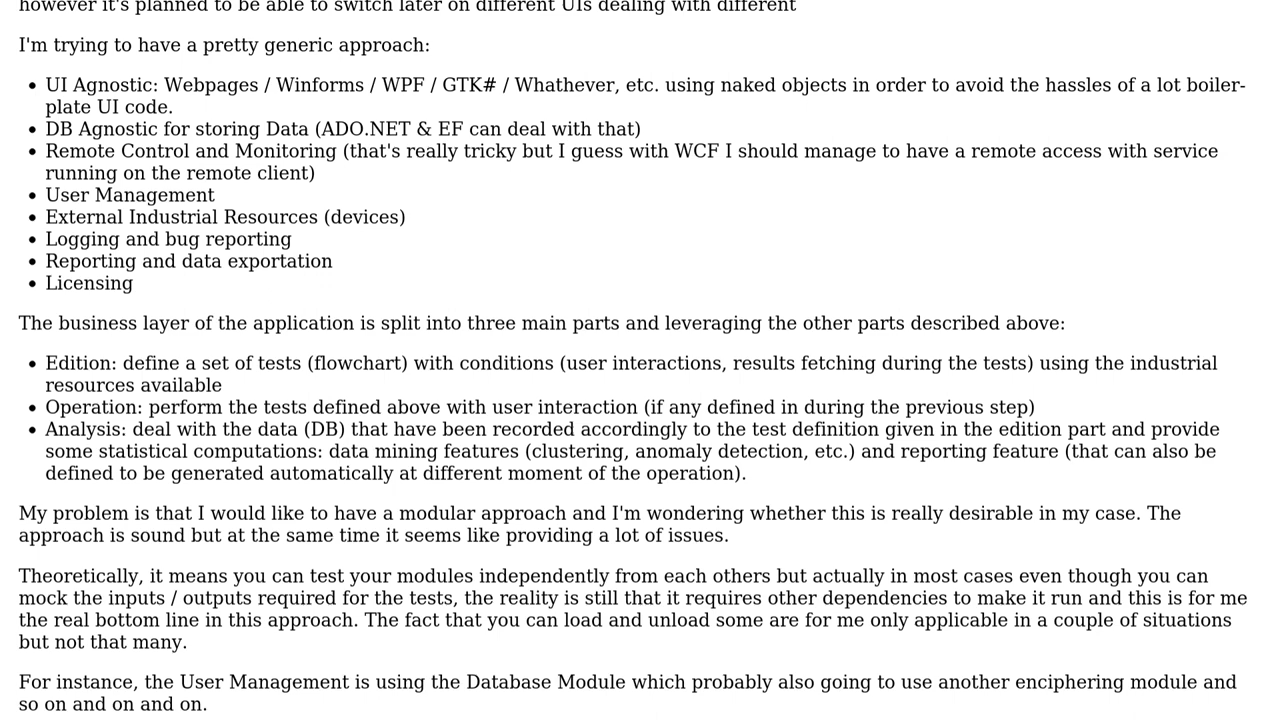 however it's planned to be able to switch later on different UIs dealing with different
I'm trying to have a pretty generic approach:
• UI Agnostic: Webpages / Winforms / WPF / GTK# / Whathever, etc. using naked objects in order to avoid the hassles of a lot boiler-
plate UI code.
• DB Agnostic for storing Data (ADO.NET & EF can deal with that)
• Remote Control and Monitoring (that's really tricky but I guess with WCF I should manage to have a remote access with service
running on the remote client)
• User Management
• External Industrial Resources (devices)
• Logging and bug reporting
• Reporting and data exportation
• Licensing
The business layer of the application is split into three main parts and leveraging the other parts described above:
• Edition: define a set of tests (flowchart) with conditions (user interactions, results fetching during the tests) using the industrial
resources available
• Operation: perform the tests defined above with user interaction (if any defined in during the previous step)
• Analysis: deal with the data (DB) that have been recorded accordingly to the test definition given in the edition part and provide
some statistical computations: data mining features (clustering, anomaly detection, etc.) and reporting feature (that can also be
defined to be generated automatically at different moment of the operation).
My problem is that I would like to have a modular approach and I'm wondering whether this is really desirable in my case. The
approach is sound but at the same time it seems like providing a lot of issues.
Theoretically, it means you can test your modules independently from each others but actually in most cases even though you can
mock the inputs / outputs required for the tests, the reality is still that it requires other dependencies to make it run and this is for me
the real bottom line in this approach. The fact that you can load and unload some are for me only applicable in a couple of situations
but not that many.
For instance, the User Management is using the Database Module which probably also going to use another enciphering module and
so on and on and on.